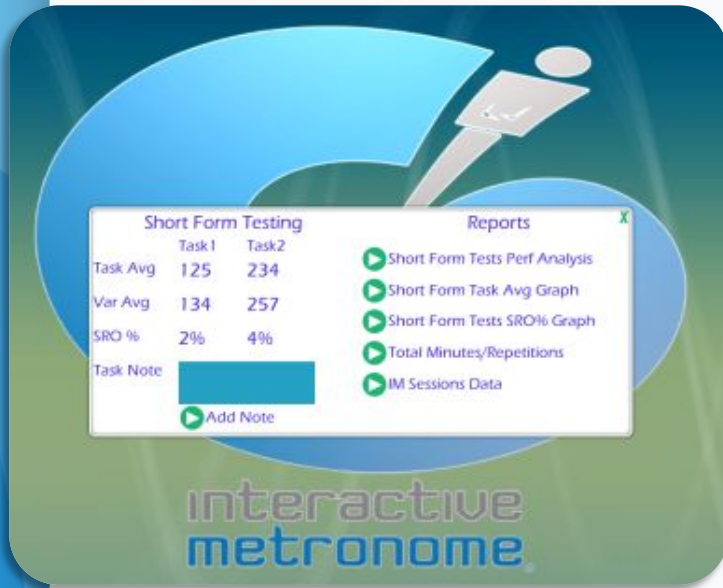 Short Form Testing
Task1 Task2
Task Avg 125 234
Var Avg 134 257
SRO % 2% 4%
Task Note
Add Note
Reports
X
Short Form Tests Perf Analysis
Short Form Task Avg Graph
Short Form Tests SRO% Graph
Total Minutes/Repetitions
IM Sessions Data
interactive
metronome®